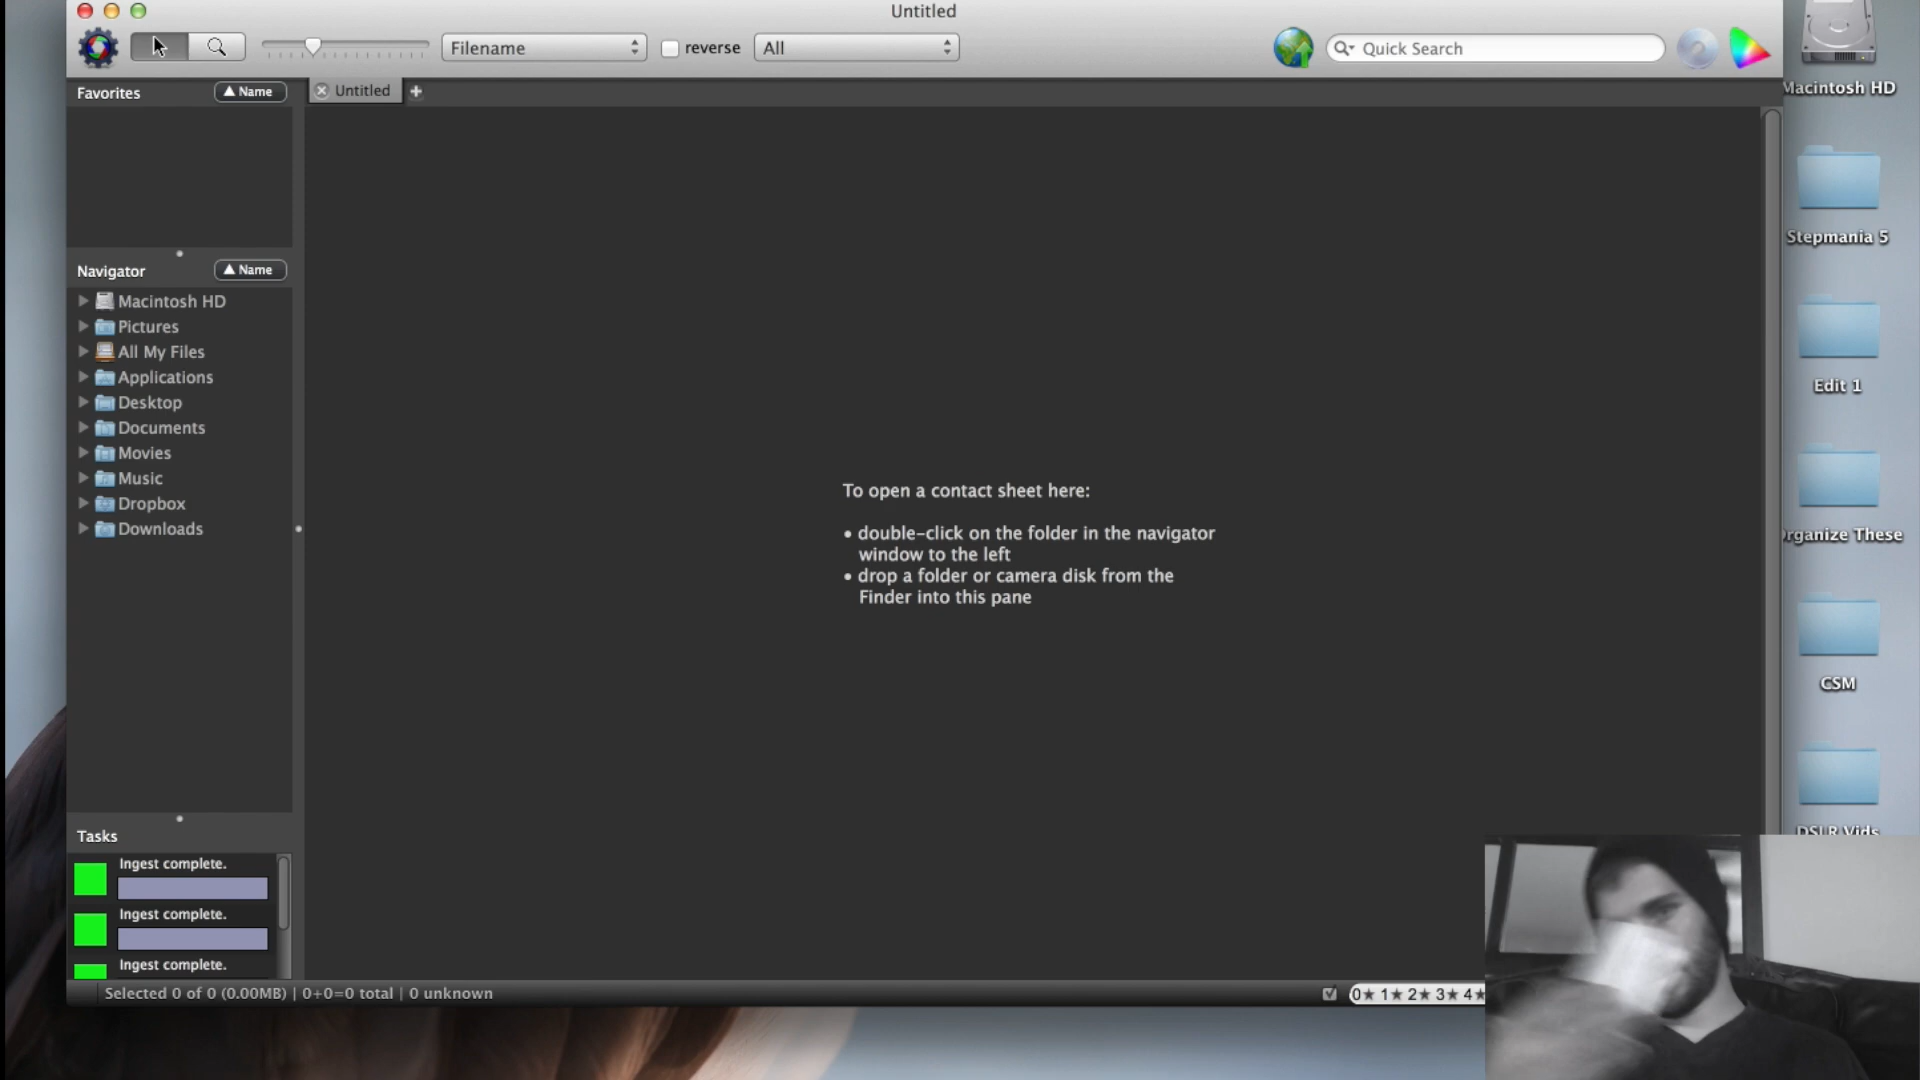 Untitled
Filename
reverse
All
Quick Search
Macintosh HD
Favorites
Name
Untitled
Navigator
Name
Macintosh HD
Pictures
All My Files
Applications
Desktop
Documents
Movies
Music
Dropbox
Downloads
To open a contact sheet here:
• double-click on the folder in the navigator
window to the left
• drop a folder or camera disk from the
Finder into this pane
Stepmania 5
Edit 1
rganize These
CSM
DSLR Vids
Tasks
Ingest complete.
Ingest complete.
Ingest complete.
Selected 0 of 0 (0.00MB) | 0+0=0 total | 0 unknown
0★ 1★ 2★ 3★ 4★